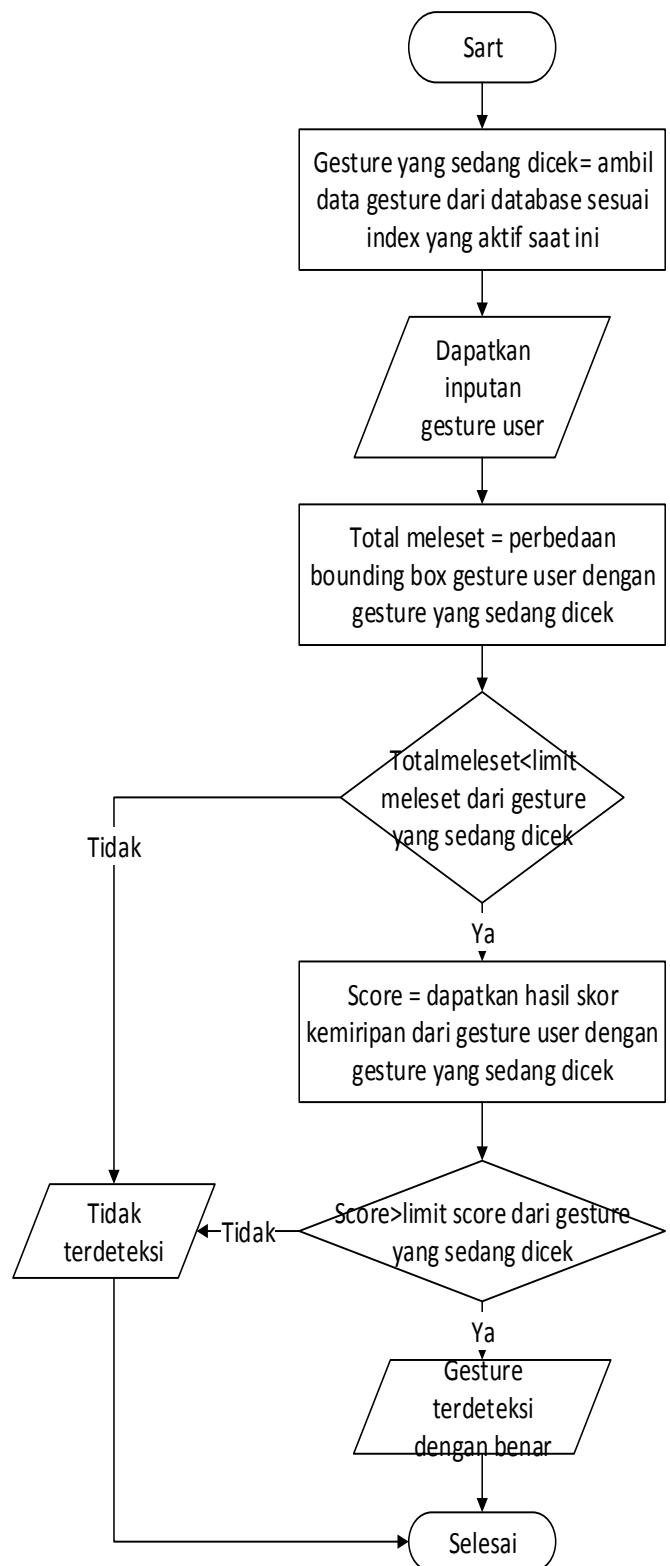 Sart
Gesture yang sedang dicek= ambil
data gesture dari database sesuai
index yang aktif saat ini
Dapatkan
inputan
gesture user
Total meleset = perbedaan
bounding box gesture user dengan
gesture yang sedang dicek
Totalmeleset<limit
meleset dari gesture
yang sedang dicek
Tidak
Ya
Score = dapatkan hasil skor
kemiripan dari gesture user dengan
gesture yang sedang dicek
Score>limit score dari gesture
yang sedang dicek
Tidak
Tidak
terdeteksi
Ya
Gesture
terdeteksi
dengan benar
Selesai